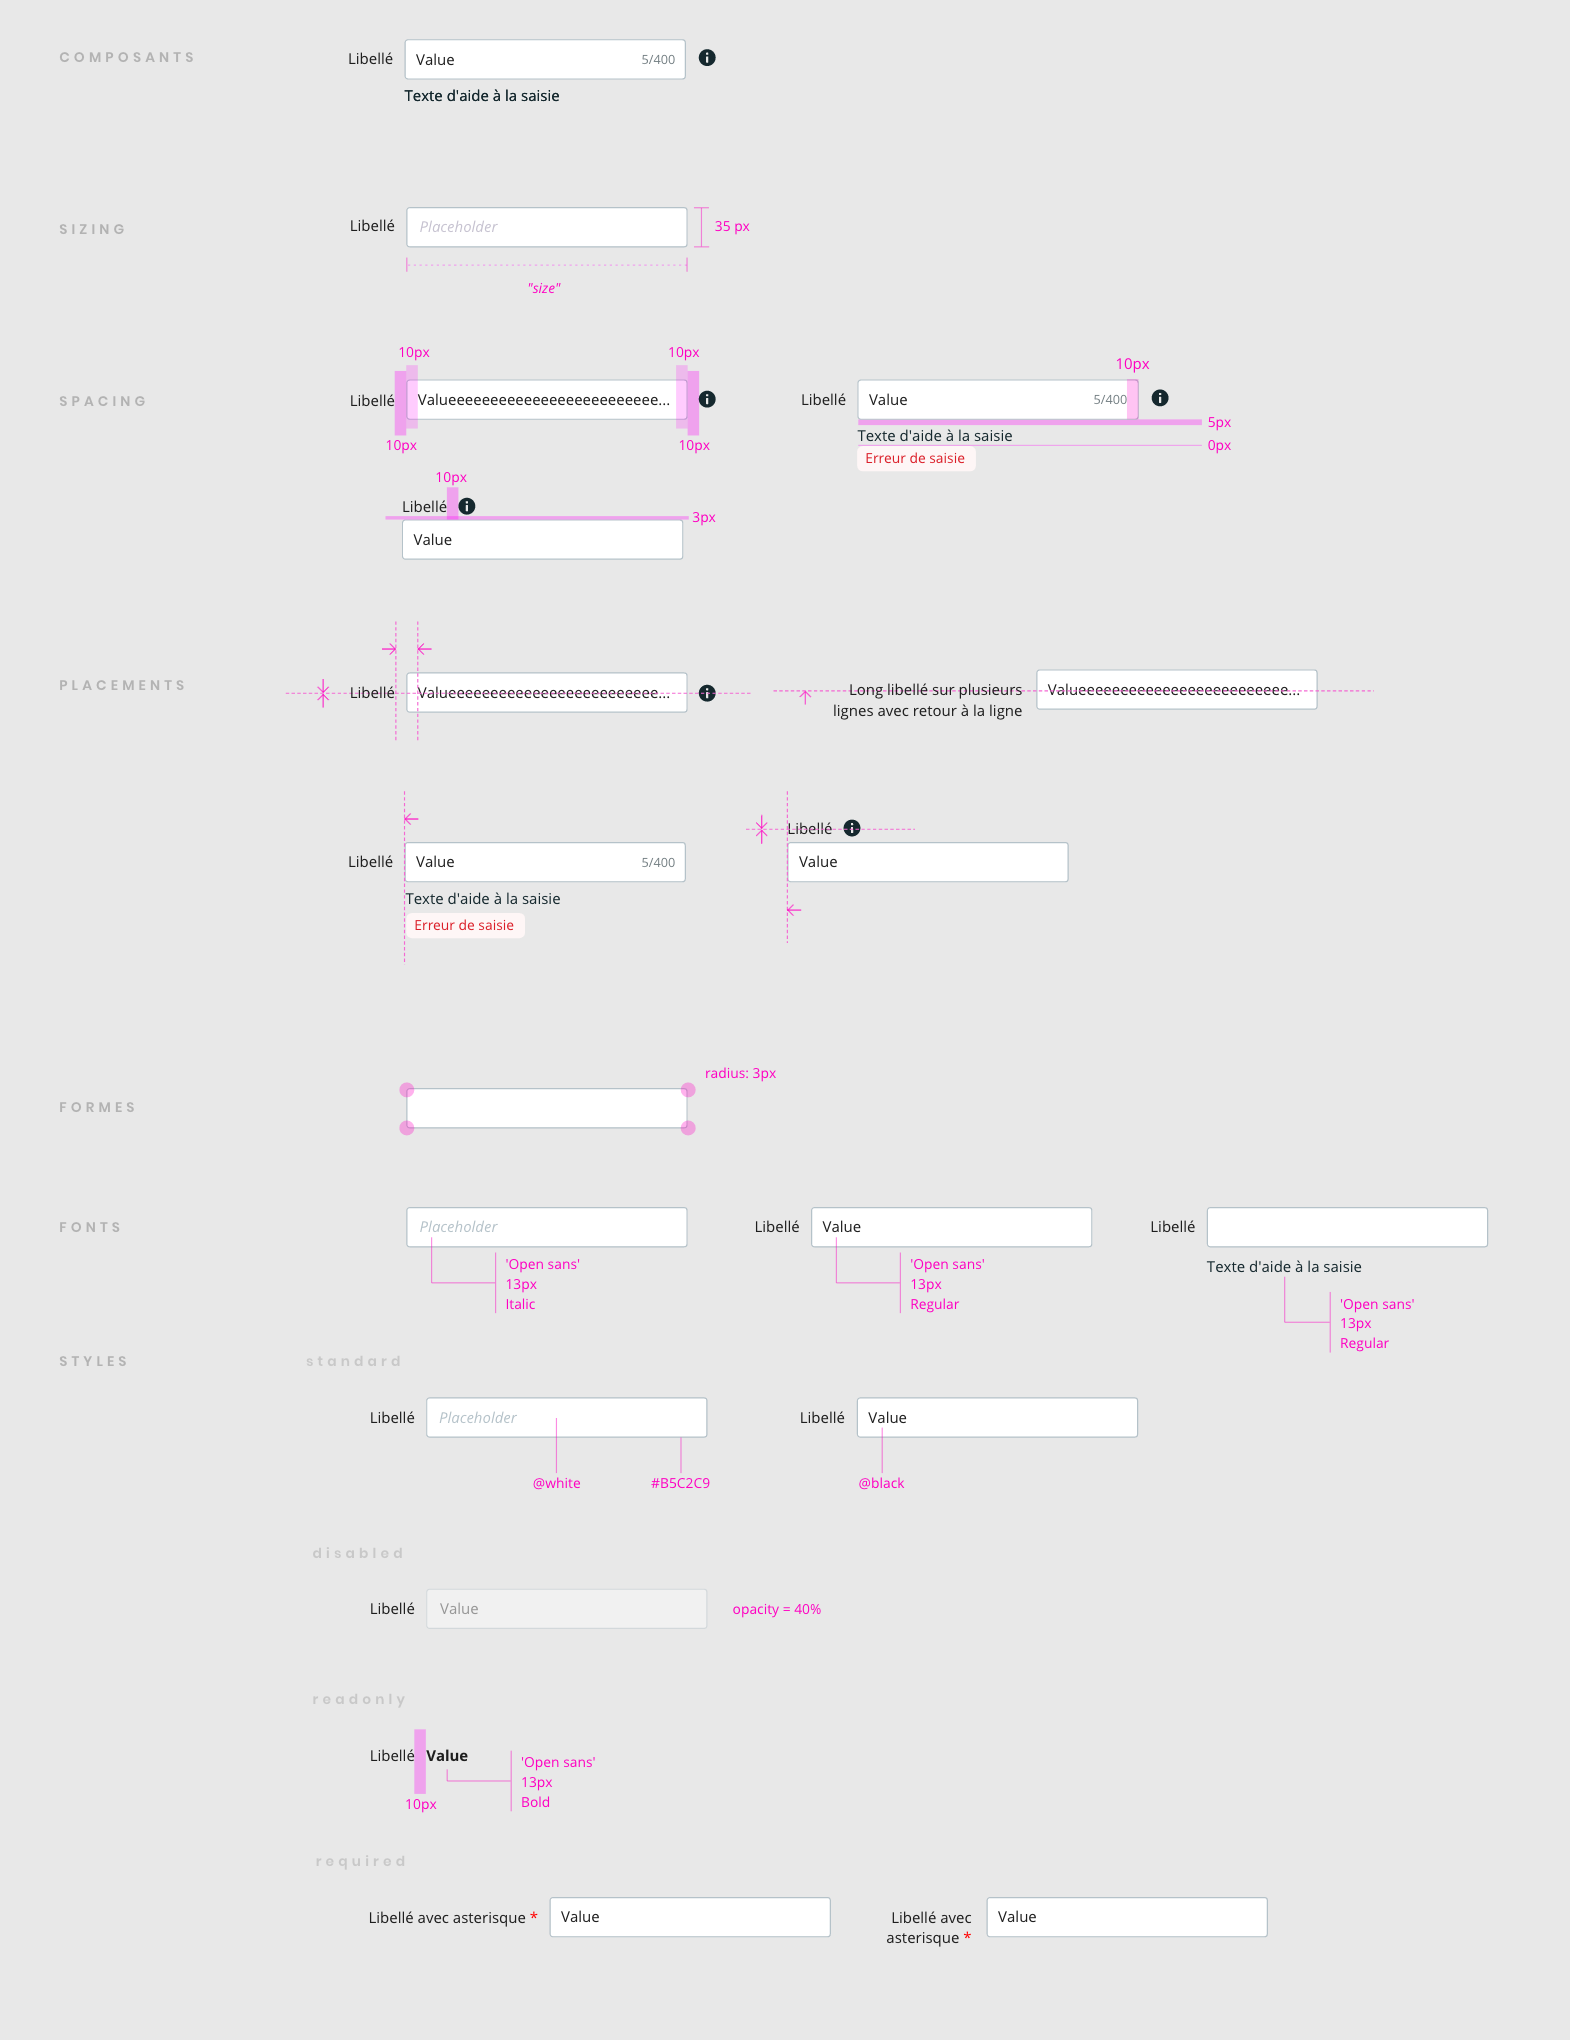 COMPOSANTS
Libellé Value 5/400
Texte d'aide à la saisie
SIZING
Libellé Placeholder 35 px
"size"
SPACING
10px 10px
Libellé Valueeeeeeeeeeeeeeeeeeeeeeeee...
10px 10px
10px
Libellé Value 5/400
5px
Texte d'aide à la saisie
0px
Erreur de saisie
10px
Libellé
3px
Value
PLACEMENTS
Libellé Valueeeeeeeeeeeeeeeeeeeeeeeee...
Long libellé sur plusieurs
lignes avec retour à la ligne
Valueeeeeeeeeeeeeeeeeeeeeeeee...
Libellé Value 5/400
Texte d'aide à la saisie
Erreur de saisie
Libellé
Value
FORMES
radius: 3px
FONTS
Placeholder
'Open sans'
13px
Italic
Libellé Value
'Open sans'
13px
Regular
Libellé
Texte d'aide à la saisie
'Open sans'
13px
Regular
STYLES
standard
Libellé Placeholder
@white #B5C2C9
Libellé Value
@black
disabled
Libellé Value opacity = 40%
readonly
Libellé Value
10px
'Open sans'
13px
Bold
required
Libellé avec asterisque * Value
Libellé avec
asterisque *
Value